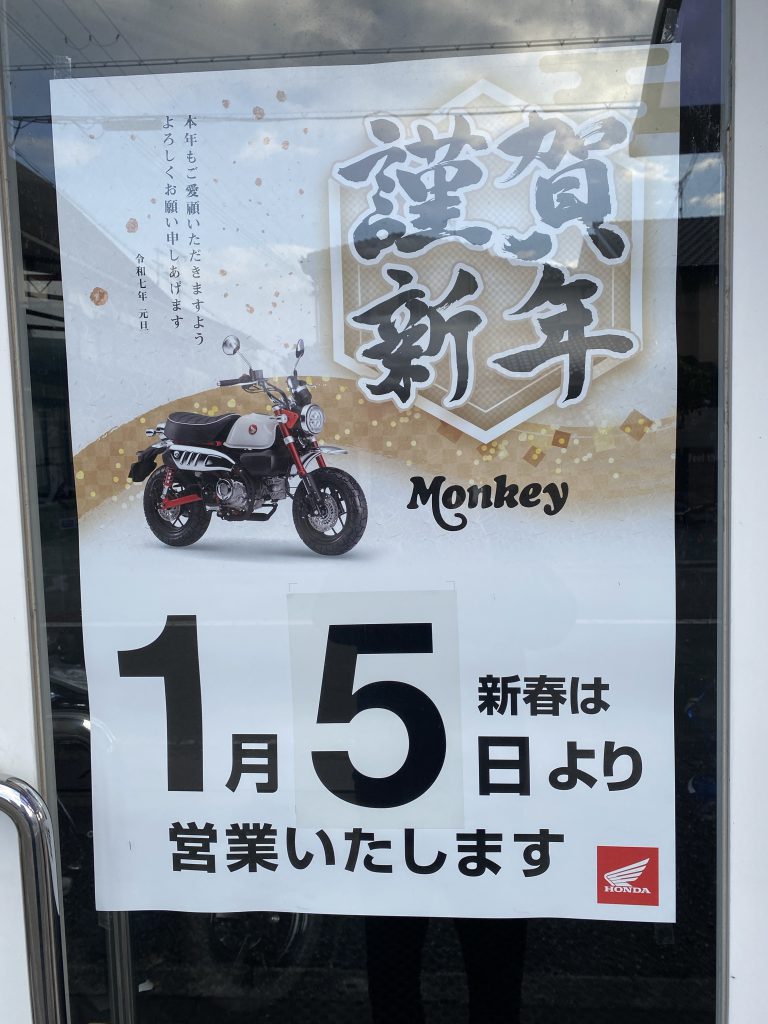 謹賀
新年
本年もご愛顧いただきますよう
よろしくお願い申しあげます
令和七年 元旦
Monkey
新春は
1月5日より
営業いたします
HONDA